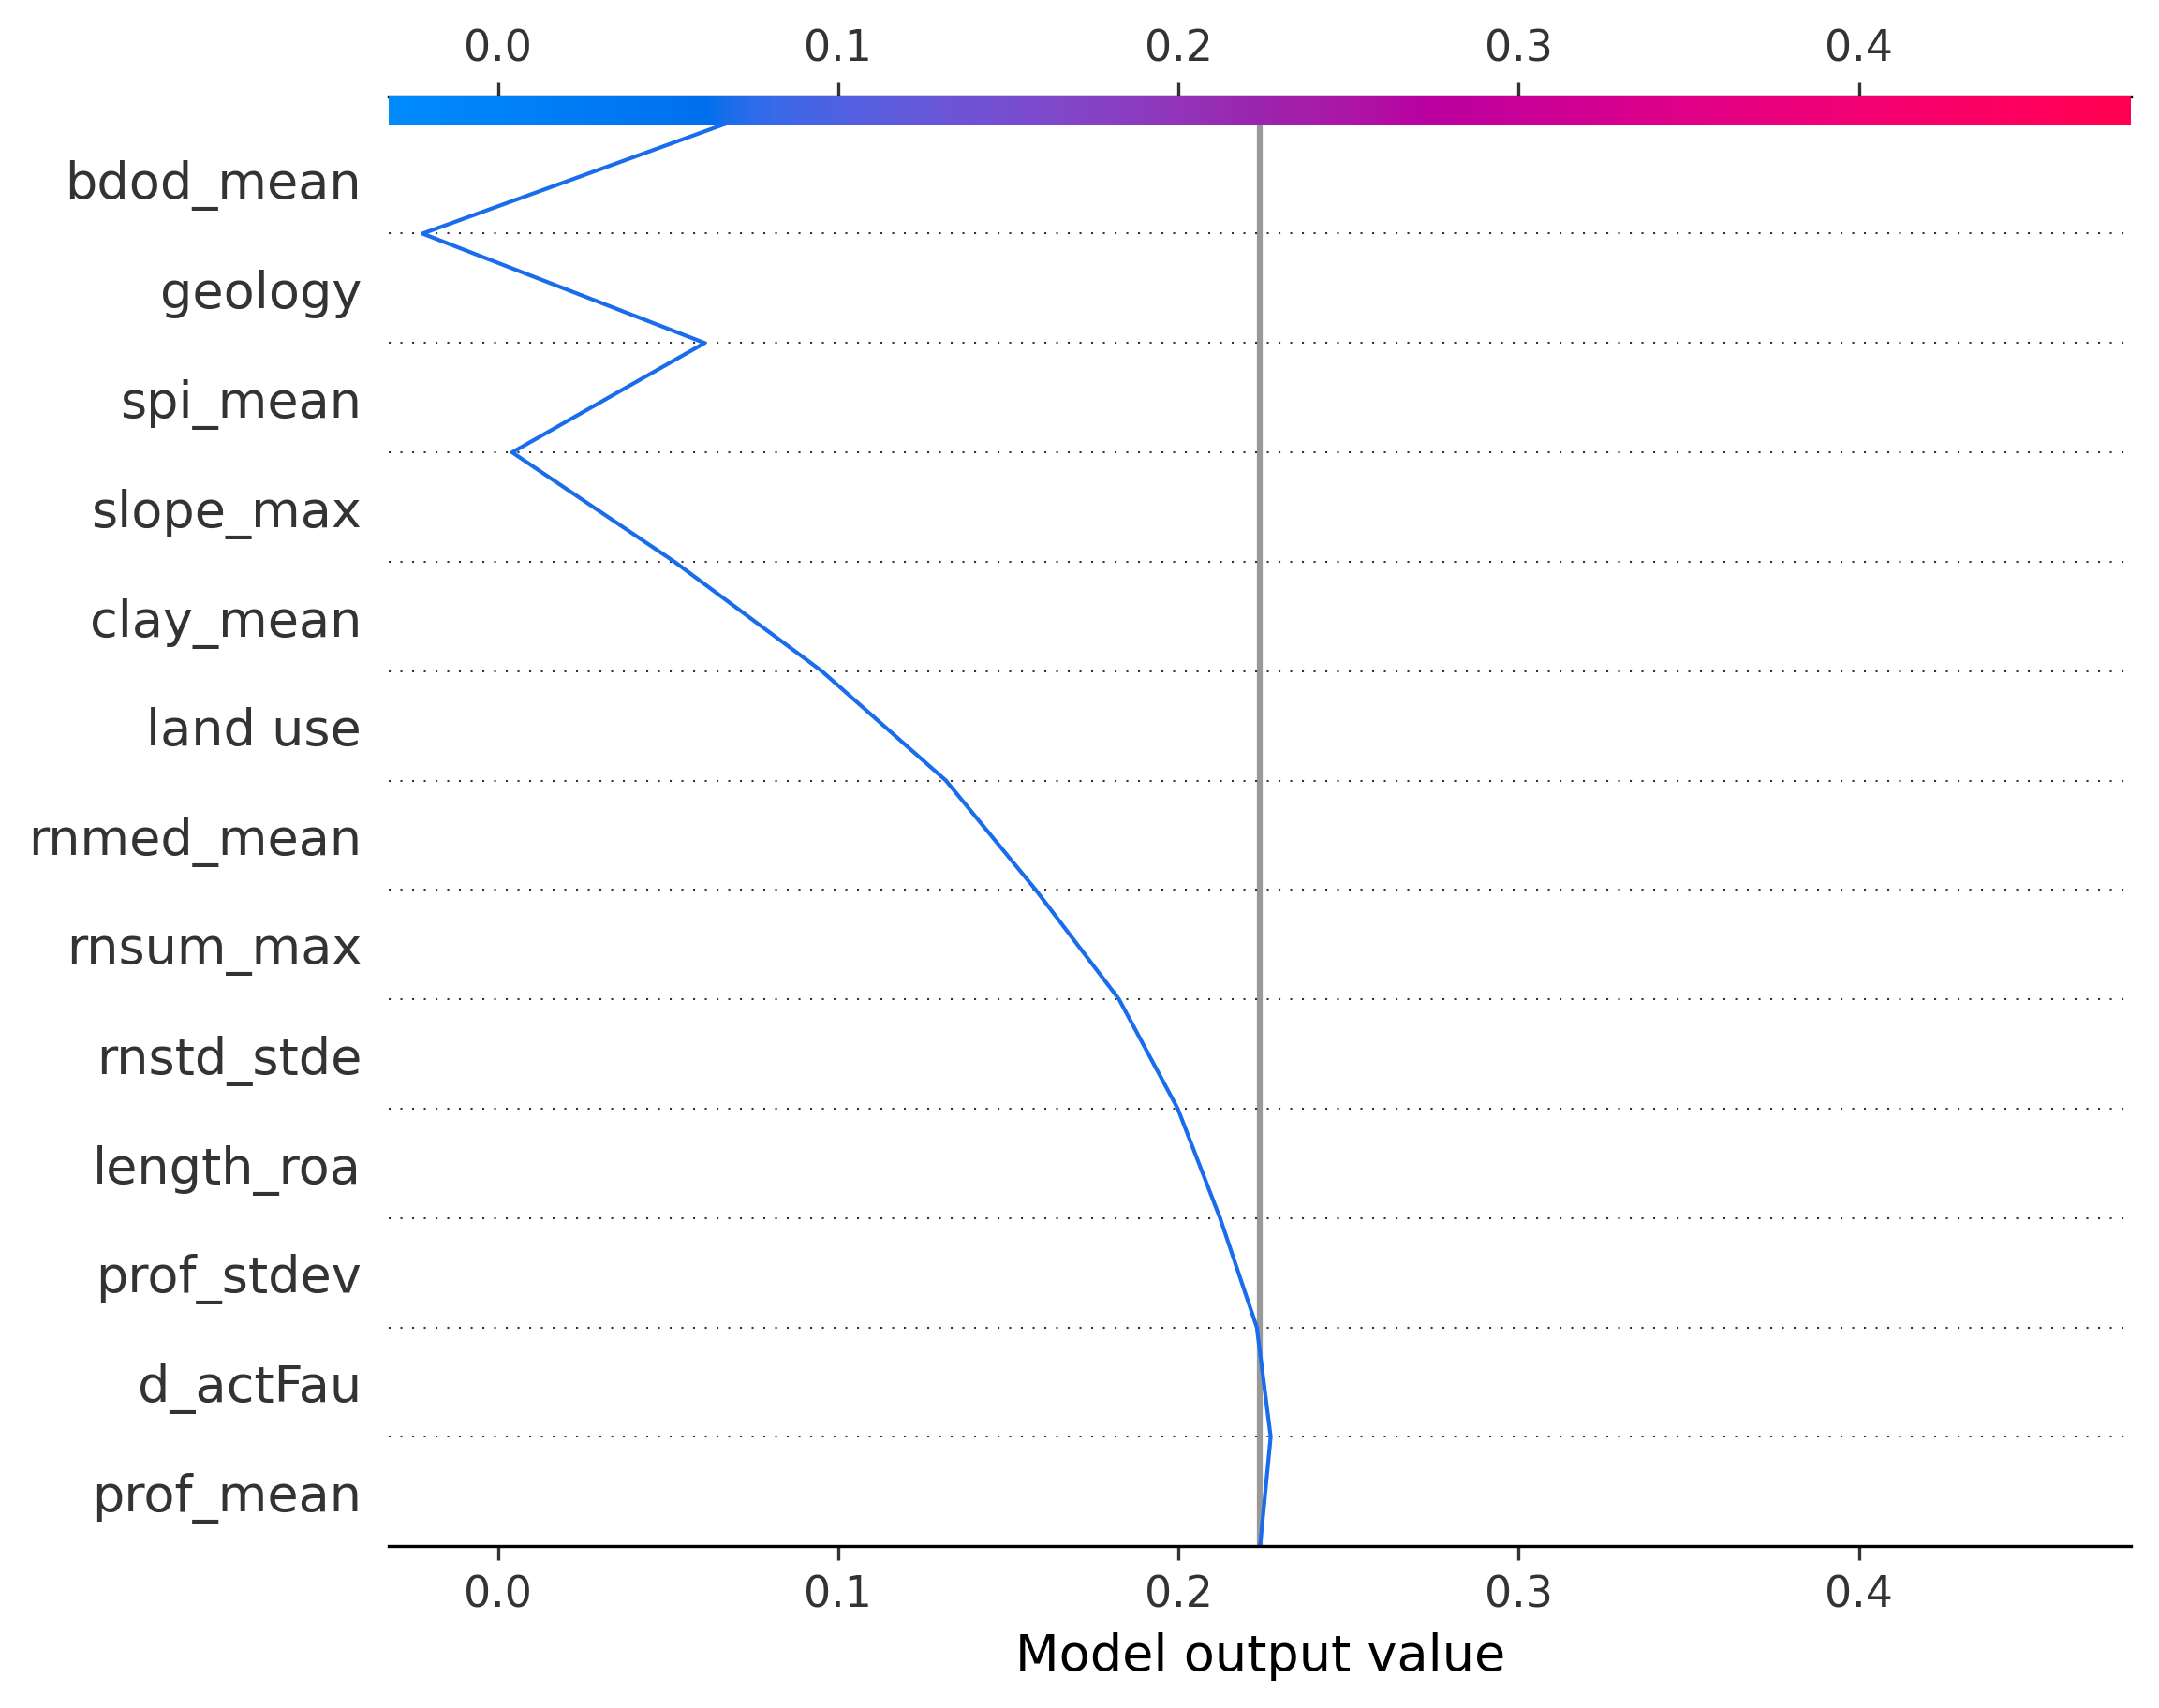 0.0 0.1 0.2 0.3 0.4
bdod_mean
geology
spi_mean
slope_max
clay_mean
land use
rnmed_mean
rnsum_max
rnstd_stde
length_roa
prof_stdev
d_actFau
prof_mean
0.0 0.1 0.2 0.3 0.4
Model output value